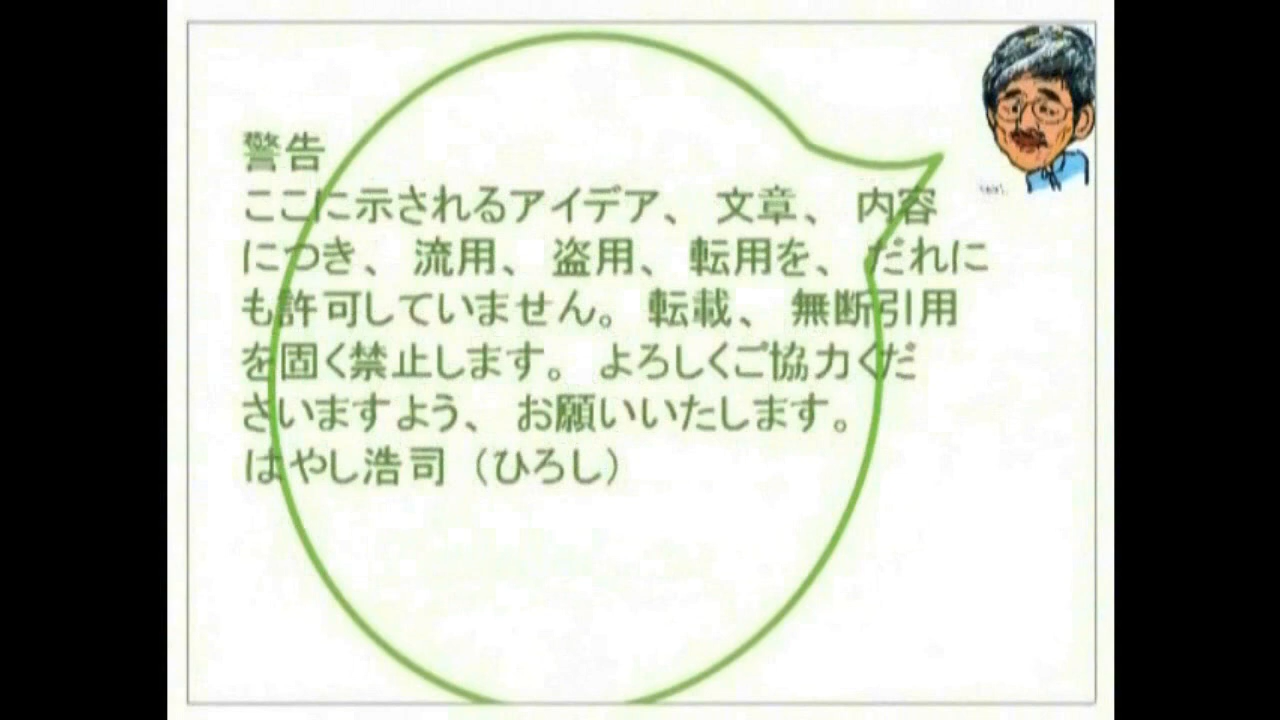 警告
ここに示されるアイデア、文章、内容
につき、流用、盗用、転用を、だれに
も許可していません。転載、無断引用
を固く禁止します。よろしくご協力くだ
さいますよう、お願いいたします。
はやし浩司（ひろし）